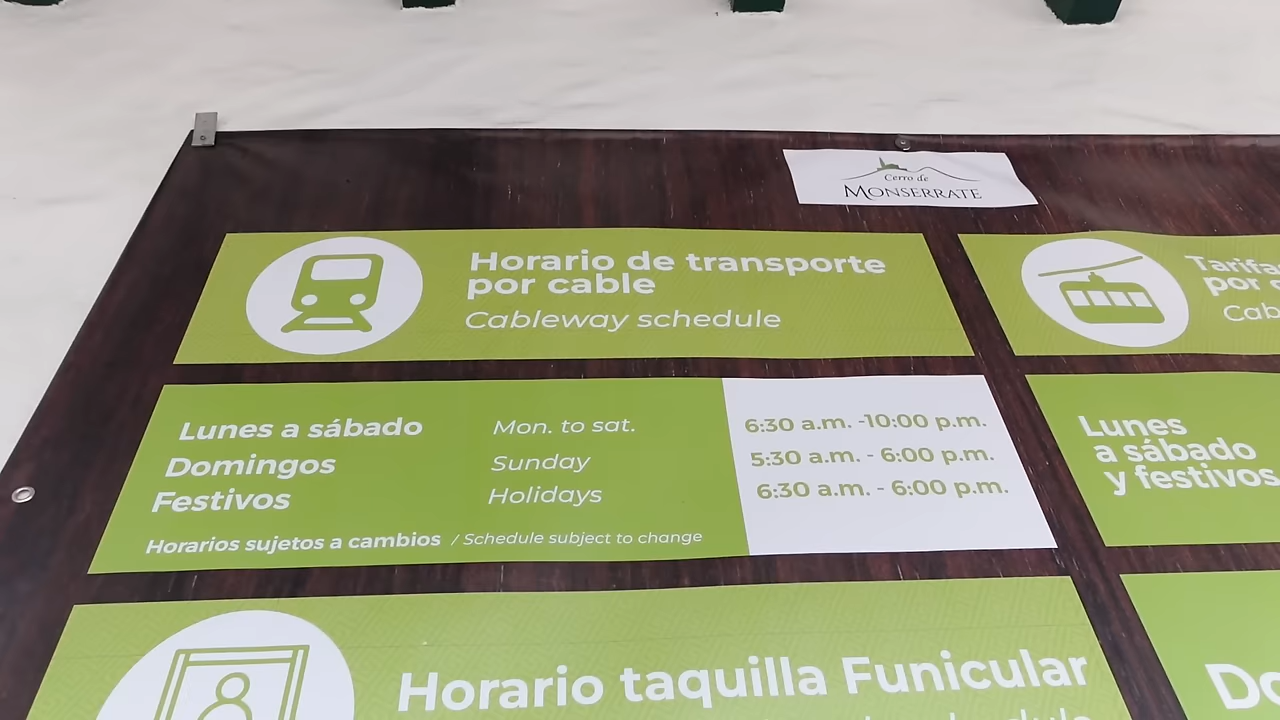 Cerro de
MONSERRATE
Horario de transporte
por cable
Cableway schedule
Lunes a sábado Mon. to sat. 6:30 a.m. -10:00 p.m.
Domingos Sunday 5:30 a.m. - 6:00 p.m.
Festivos Holidays 6:30 a.m. - 6:00 p.m.
Horarios sujetos a cambios / Schedule subject to change
por
Lunes
a sábado
y festivos
Horario taquilla Funicular